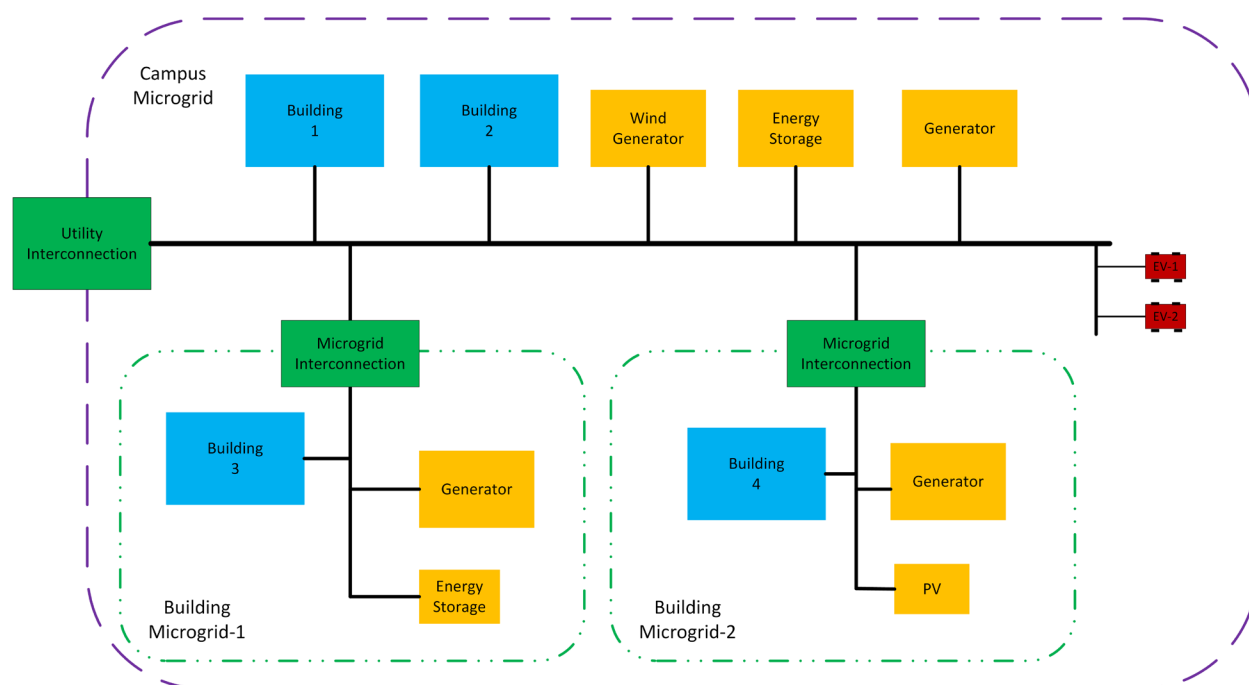 Campus
Microgrid
Building
1
Building
2
Wind
Generator
Energy
Storage
Generator
Utility
Interconnection
EV-1
EV-2
Microgrid
Interconnection
Microgrid
Interconnection
Building
3
Generator
Energy
Storage
Building
Microgrid-1
Building
4
Generator
PV
Building
Microgrid-2